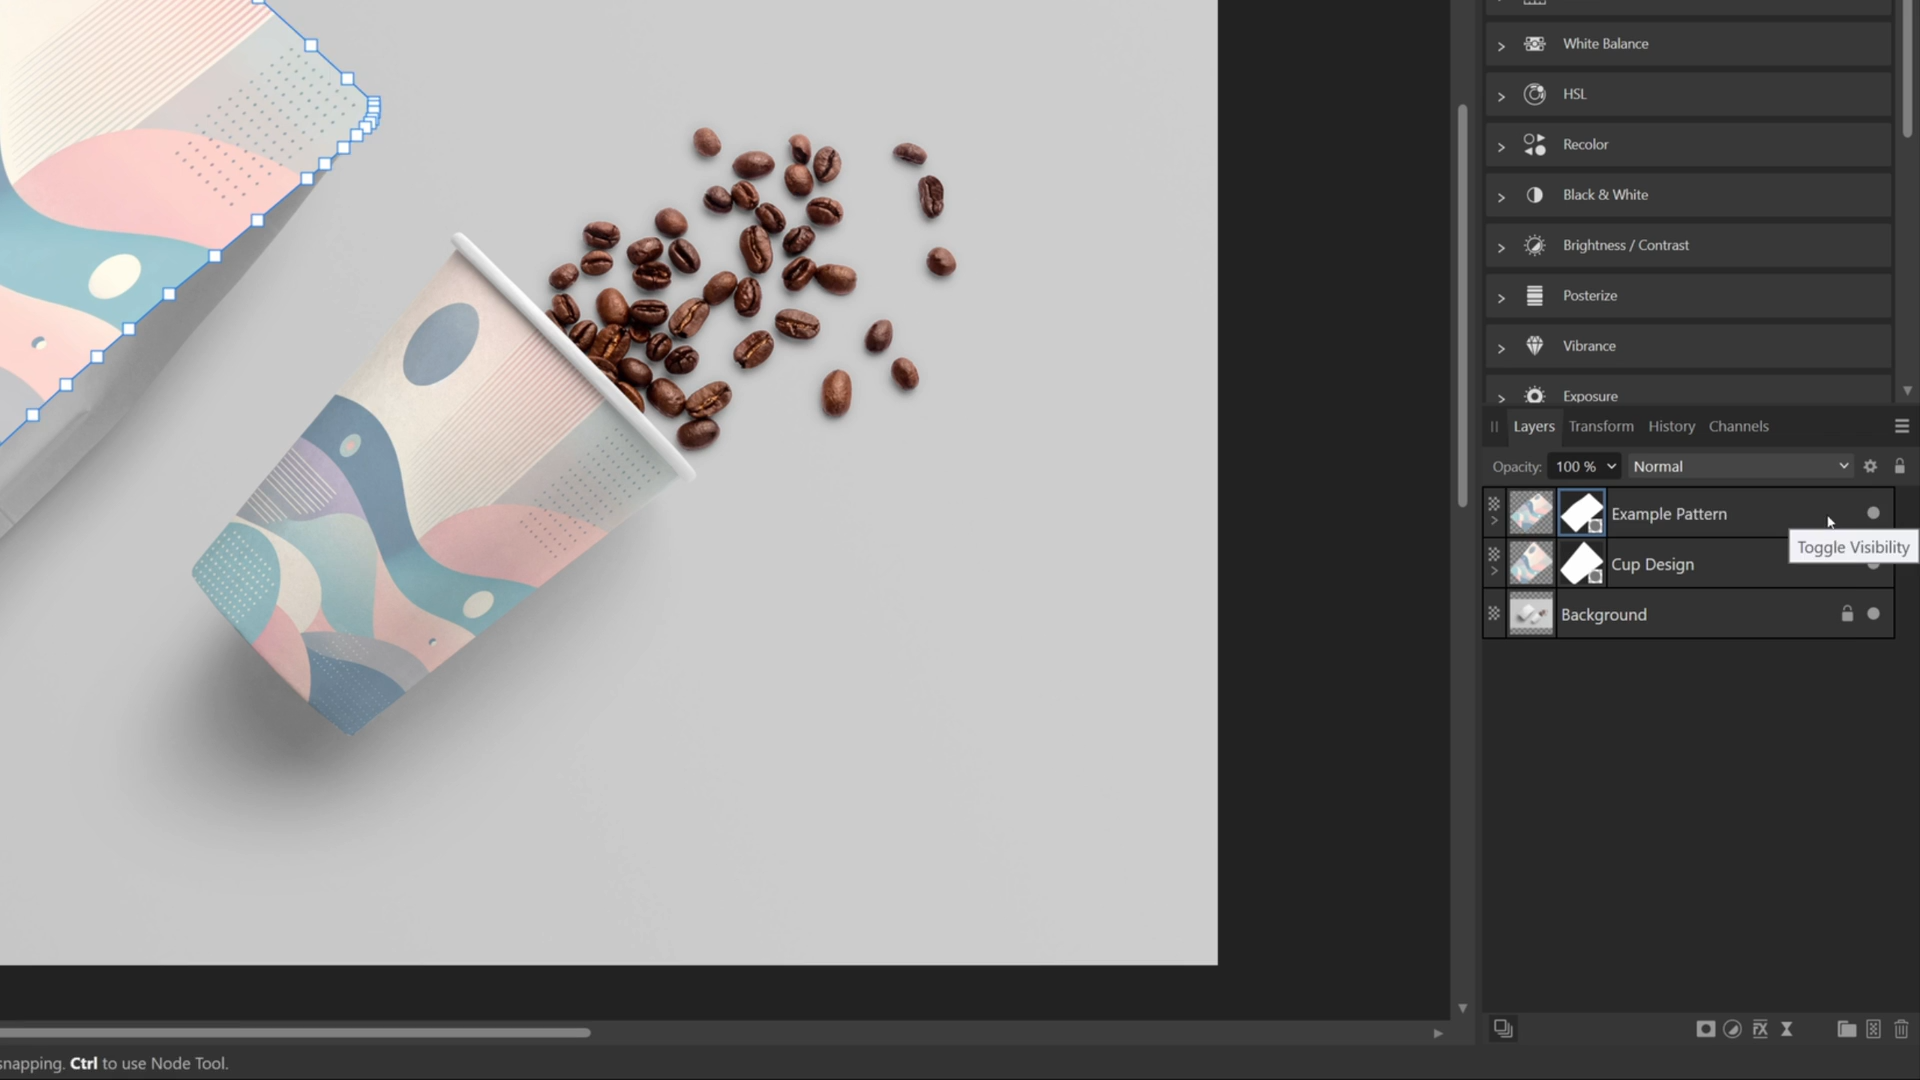 White Balance
HSL
Recolor
Black & White
Brightness / Contrast
Posterize
Vibrance
Exposure
Layers Transform History Channels
Opacity: 100 % Normal
Example Pattern
Toggle Visibility
Cup Design
Background
snapping. Ctrl to use Node Tool.